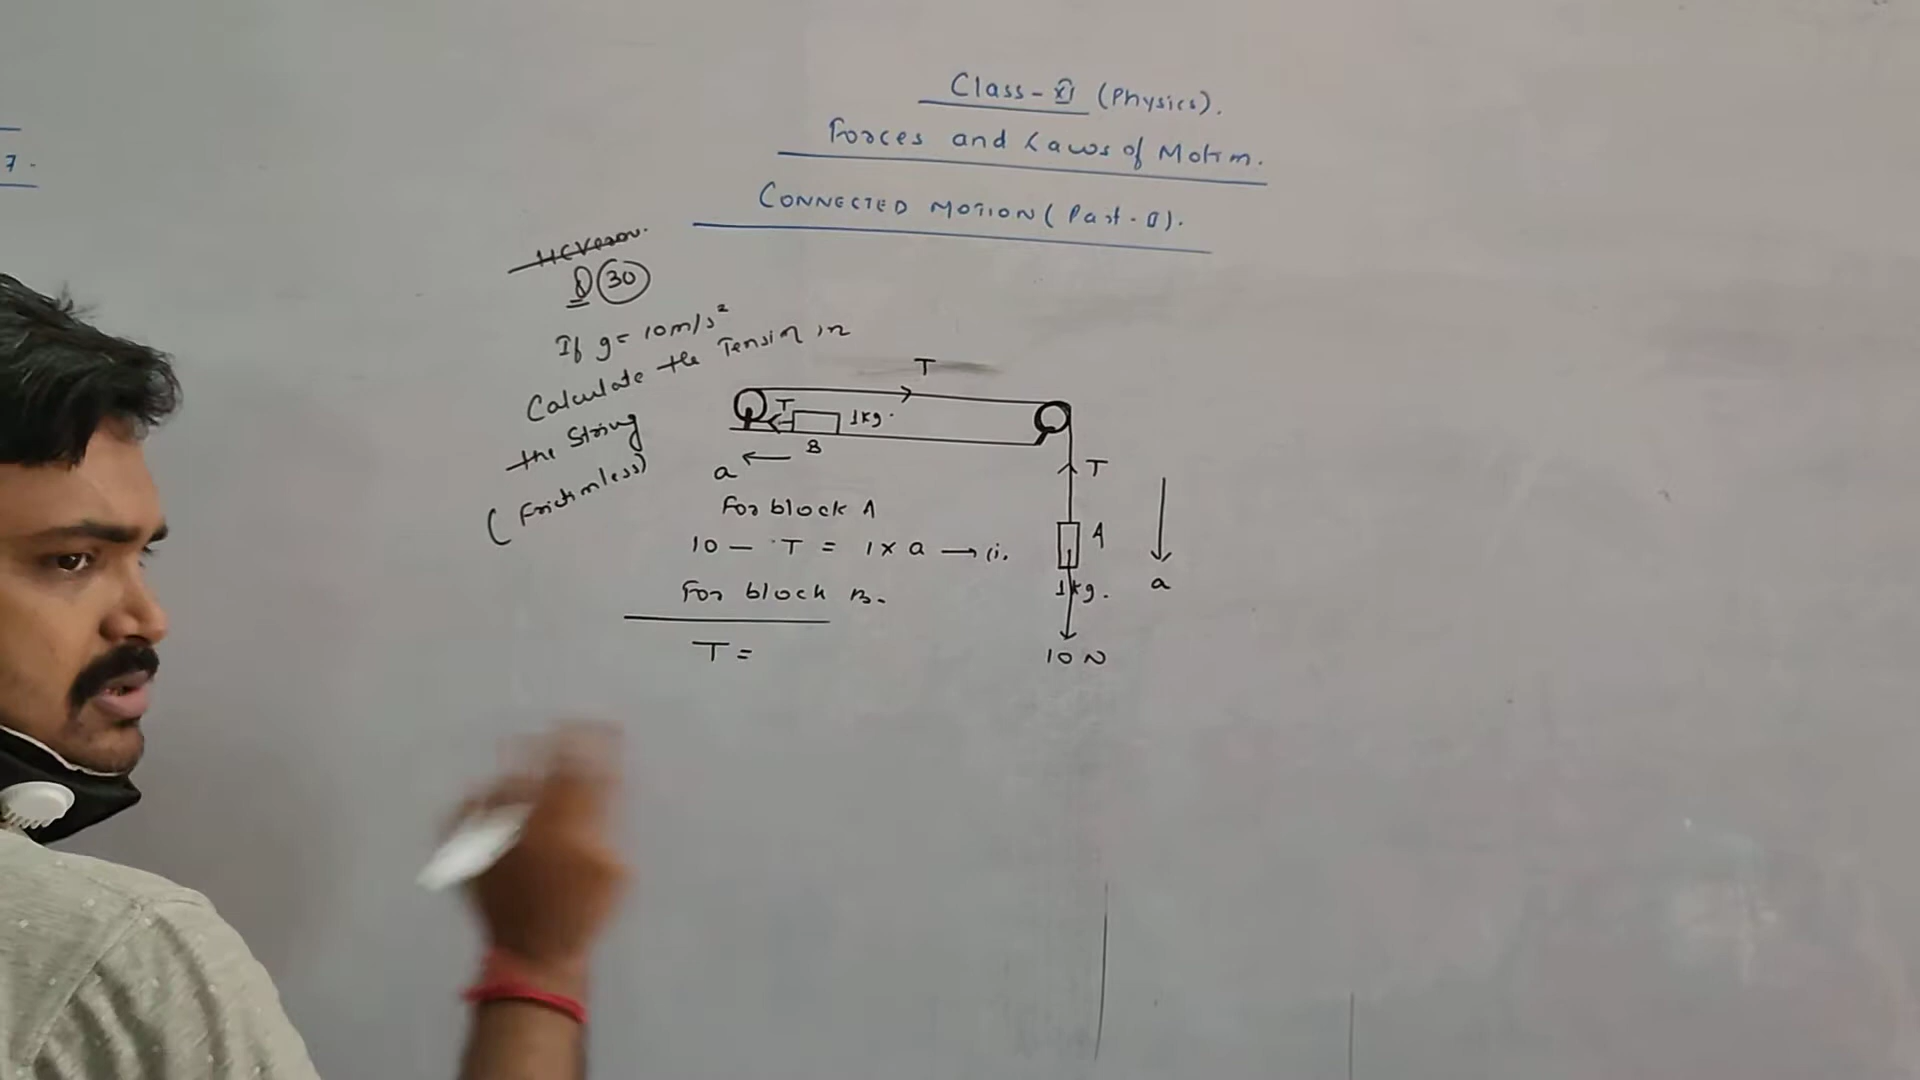 Class-XI (Physics).
Forces and Laws of Motion.
CONNECTED MOTION (Part-II).
7.
HCVerma.
Q 30
If g = 10m/s²
Calculate the Tension in
the String
(Frictionless)
T
T
1kg.
B
a
T
A
1kg.
a
10 N
For block A
10 - T = 1 x a → (i.
For block B.
T =